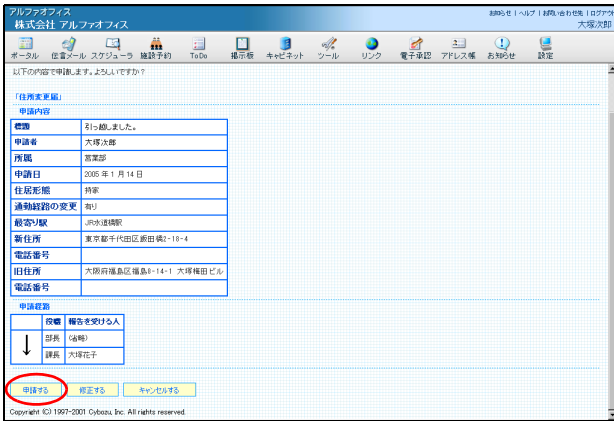 アルファオフィス
お知らせ | ヘルプ | お問い合わせ先 | ログアウト
株式会社 アルファオフィス
大塚次郎
ポータル 伝言メール スケジューラ 施設予約 ToDo 掲示板 キャビネット ツール リンク 電子承認 アドレス帳 お知らせ 設定
以下の内容で申請します。よろしいですか?
「住所変更届」
申請内容
標題 引っ越しました。
申請者 大塚次郎
所属 営業部
申請日 2005 年 1 月 14 日
住居形態 持家
通勤経路の変更 有り
最寄り駅 JR水道橋駅
新住所 東京都千代田区飯田橋2-18-4
電話番号
旧住所 大阪府福島区福島8-14-1 大塚梅田ビル
電話番号
申請経路
役職 報告を受ける人
↓ 部長 (省略)
課長 大塚花子
申請する 修正する キャンセルする
Copyright (C) 1997-2001 Cybozu, Inc. All rights reserved.